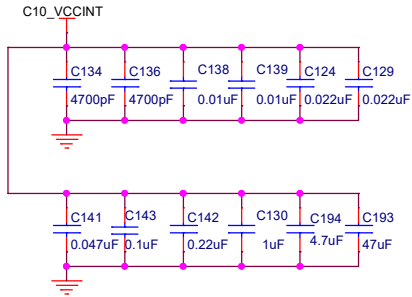 C10_VCCINT
C134 C136 C138 C139 C124 C129
4700pF 4700pF 0.01uF 0.01uF 0.022uF 0.022uF
C141 C143 C142 C130 C194 C193
0.047uF 0.1uF 0.22uF 1uF 4.7uF 47uF